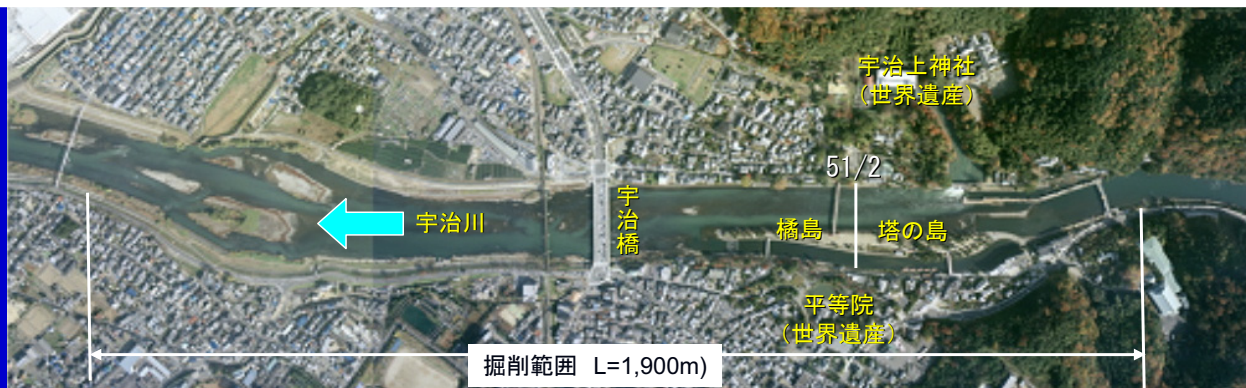 宇治上神社
（世界遺産）
51/2
宇治橋
宇治川
橘島
塔の島
平等院
（世界遺産）
掘削範囲 L=1,900m)